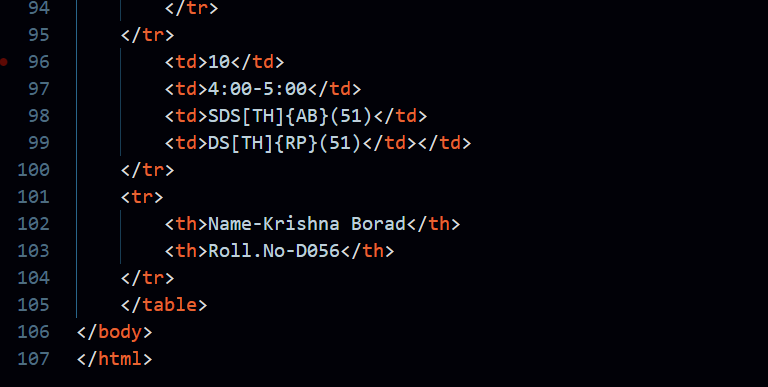 94 </tr>
95 </tr>
96 <td>10</td>
97 <td>4:00-5:00</td>
98 <td>SDS[TH]{AB}(51)</td>
99 <td>DS[TH]{RP}(51)</td></td>
100 </tr>
101 <tr>
102 <th>Name-Krishna Borad</th>
103 <th>Roll.No-D056</th>
104 </tr>
105 </table>
106 </body>
107 </html>